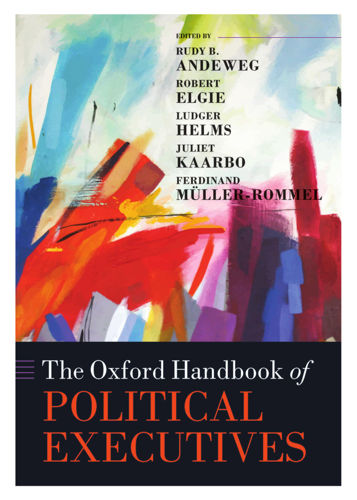 EDITED BY
RUDY B.
ANDEWEG
ROBERT
ELGIE
LUDGER
HELMS
JULIET
KAARBO
FERDINAND
MÜLLER-ROMMEL
The Oxford Handbook of
POLITICAL
EXECUTIVES